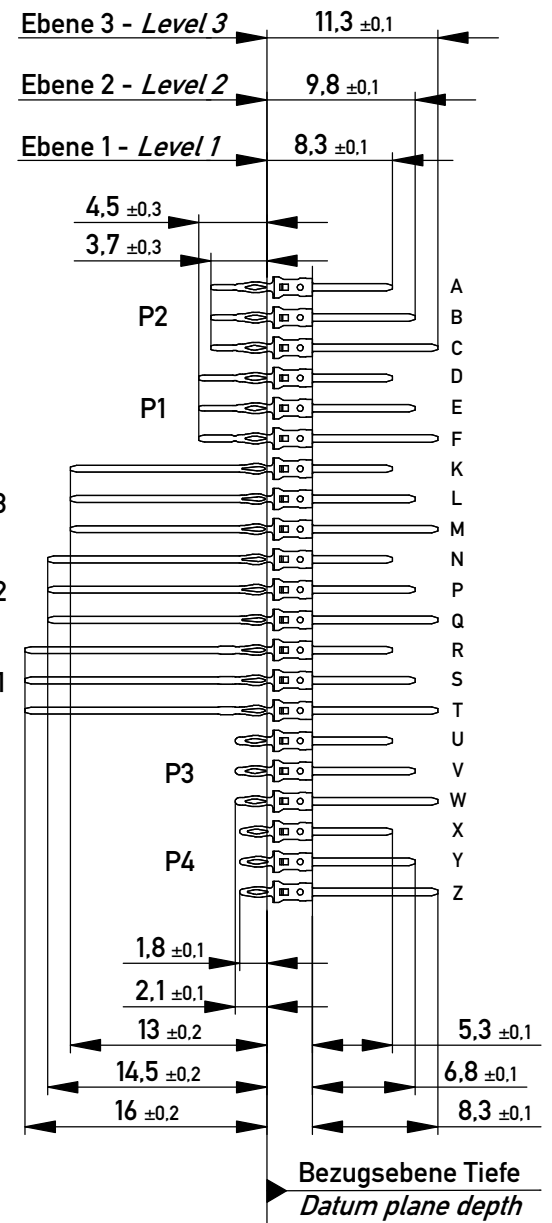 Ebene 3 - Level 3 11,3 ±0,1
Ebene 2 - Level 2 9,8 ±0,1
Ebene 1 - Level 1 8,3 ±0,1
4,5 ±0,3
3,7 ±0,3
A
P2 B
C
D
P1 E
F
K
3 L
M
N
2 P
Q
R
1 S
T
U
P3 V
W
X
P4 Y
Z
1,8 ±0,1
2,1 ±0,1
13 ±0,2 5,3 ±0,1
14,5 ±0,2 6,8 ±0,1
16 ±0,2 8,3 ±0,1
Bezugsebene Tiefe
Datum plane depth